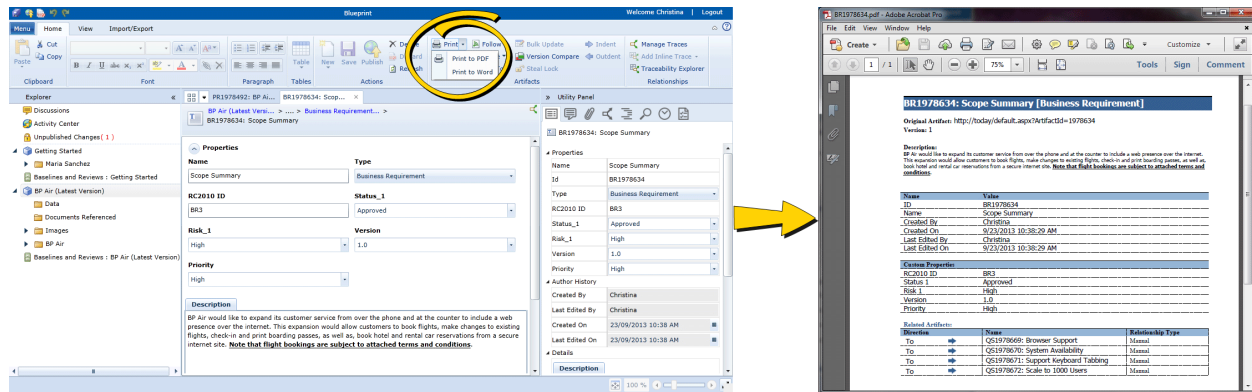 Blueprint
Welcome Christina | Logout
Menu Home View Import/Export
Paste Cut Copy
B I U abc x, x²
Clipboard Font Paragraph
Table
Tables
New Save Publish
Discard
Refresh
Actions
Print Follow
Print to PDF
Print to Word
Bulk Update
Version Compare
Steal Lock
Artifacts
Indent
Outdent
Manage Traces
Add Inline Trace
Traceability Explorer
Relationships
Explorer «
Discussions
Activity Center
Unpublished Changes( 1 )
Getting Started
Maria Sanchez
Baselines and Reviews : Getting Started
BP Air (Latest Version)
Data
Documents Referenced
Images
BP Air
Baselines and Reviews : BP Air (Latest Version)
PR1978492: BP Ai... BR1978634: Scop... ×
BP Air (Latest Versi... > ..., > Business Requirement... >
BR1978634: Scope Summary
Properties
Name Type
Scope Summary Business Requirement
RC2010 ID Status_1
BR3 Approved
Risk_1 Version
High 1.0
Priority
High
Description
BP Air would like to expand its customer service from over the phone and at the counter to include a web
presence over the internet. This expansion would allow customers to book flights, make changes to existing
flights, check-in and print boarding passes, as well as, book hotel and rental car reservations from a secure
internet site. Note that flight bookings are subject to attached terms and conditions.
» Utility Panel
BR1978634: Scope Summary
Properties
Name Scope Summary
Id BR1978634
Type Business Requirement
RC2010 ID BR3
Status_1 Approved
Risk_1 High
Version 1.0
Priority High
Author History
Created By Christina
Last Edited By Christina
Created On 23/09/2013 10:38 AM
Last Edited On 23/09/2013 10:38 AM
Details
Description
100 %
BR1978634.pdf - Adobe Acrobat Pro
File Edit View Window Help
Create Customize
1 / 1 75% Tools Sign Comment
BR1978634: Scope Summary [Business Requirement]
Original Artifact: http://today/default.aspx?ArtifactId=1978634
Version: 1
Description:
BP Air would like to expand its customer service from over the phone and at the counter to include a web presence over the internet.
This expansion would allow customers to book flights, make changes to existing flights, check-in and print boarding passes, as well as,
book hotel and rental car reservations from a secure internet site. Note that flight bookings are subject to attached terms and
conditions.
Name Value
ID BR1978634
Name Scope Summary
Created By Christina
Created On 9/23/2013 10:38:29 AM
Last Edited By Christina
Last Edited On 9/23/2013 10:38:29 AM
Custom Properties
RC2010 ID BR3
Status 1 Approved
Risk 1 High
Version 1.0
Priority High
Related Artifacts:
Direction Name Relationship Type
To QS1978669: Browser Support Manual
To QS1978670: System Availability Manual
To QS1978671: Support Keyboard Tabbing Manual
To QS1978672: Scale to 1000 Users Manual